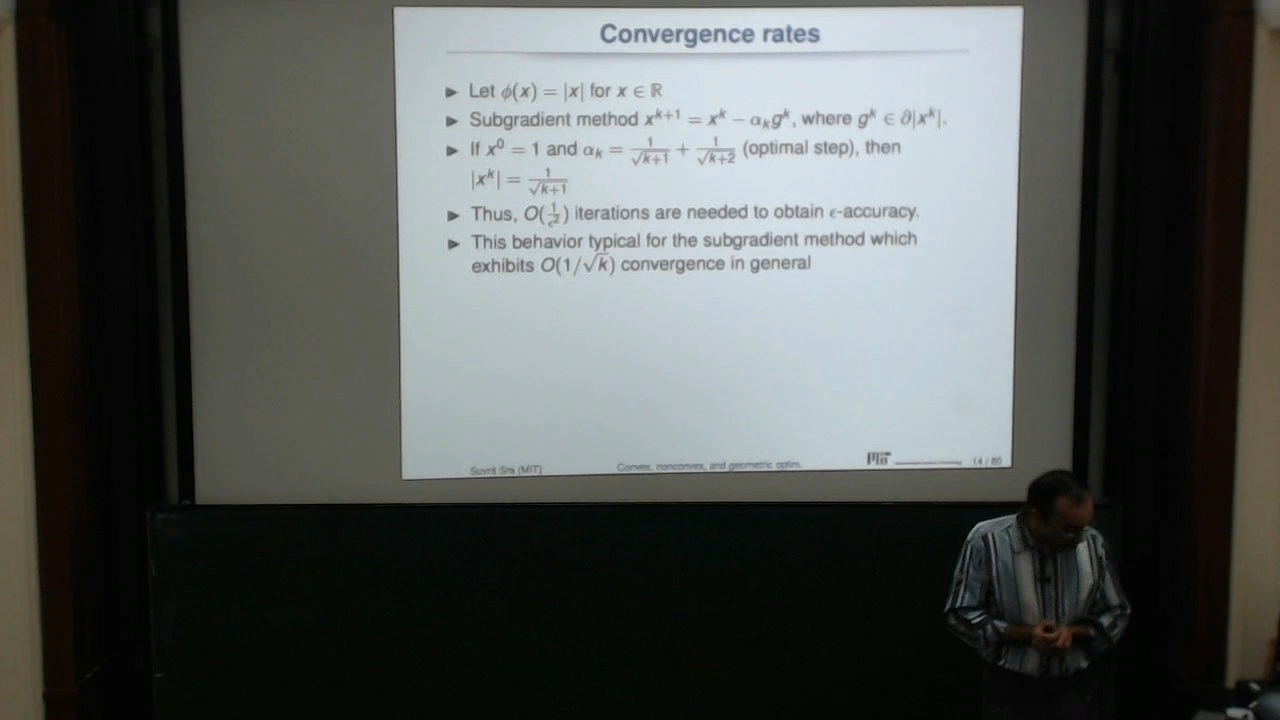 Convergence rates
► Let ϕ(x) = |x| for x ∈ ℝ
► Subgradient method x^{k+1} = x^k − α_k g^k, where g^k ∈ ∂|x^k|.
► If x^0 = 1 and α_k = 1/√(k+1) + 1/√(k+2) (optimal step), then
|x^k| = 1/√(k+1)
► Thus, O(1/ϵ²) iterations are needed to obtain ϵ-accuracy.
► This behavior typical for the subgradient method which
exhibits O(1/√k) convergence in general
Suvrit Sra (MIT) Convex, nonconvex, and geometric optim. 14 / 80